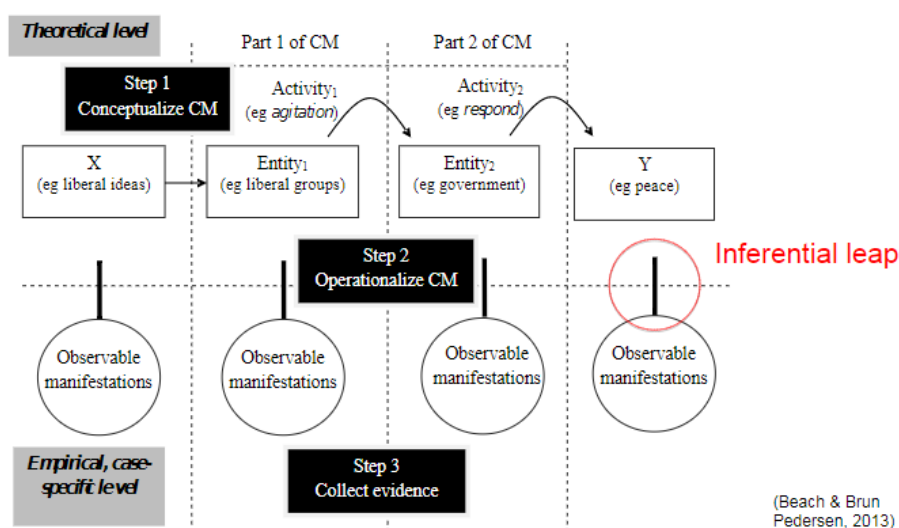 Theoretical level
Part 1 of CM
Part 2 of CM
Step 1
Conceptualize CM
Activity₁
(eg agitation)
Activity₂
(eg respond)
X
(eg liberal ideas)
Entity₁
(eg liberal groups)
Entity₂
(eg government)
Y
(eg peace)
Step 2
Operationalize CM
Inferential leap
Observable
manifestations
Observable
manifestations
Observable
manifestations
Observable
manifestations
Empirical, case-
specific level
Step 3
Collect evidence
(Beach & Brun
Pedersen, 2013)